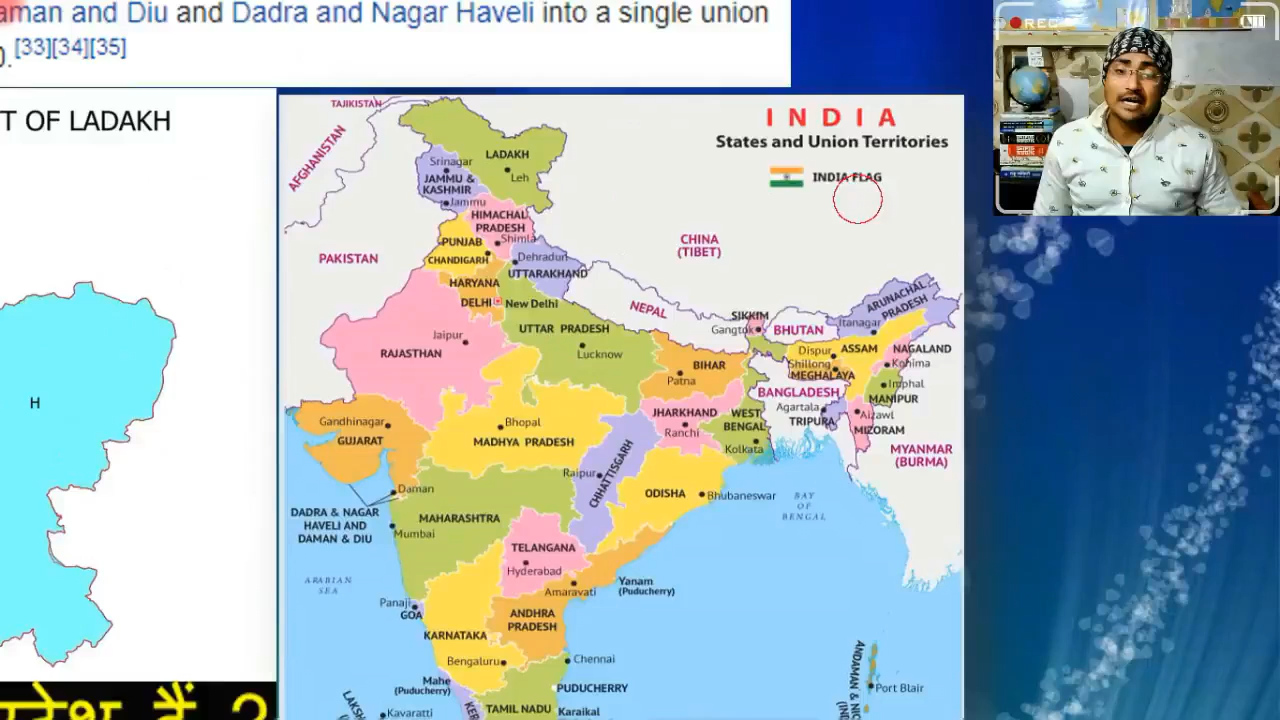 aman and Diu and Dadra and Nagar Haveli into a single union
).[33][34][35]
T OF LADAKH
H
INDIA
States and Union Territories
INDIA FLAG
REC
TAJIKISTAN
AFGHANISTAN
PAKISTAN
CHINA
(TIBET)
LADAKH
Leh
Srinagar
JAMMU &
KASHMIR
Jammu
HIMACHAL
PRADESH
Shimla
PUNJAB
CHANDIGARH
Dehradun
UTTARAKHAND
HARYANA
DELHI
New Delhi
NEPAL
SIKKIM
Gangtok
BHUTAN
ARUNACHAL
PRADESH
Itanagar
UTTAR PRADESH
Lucknow
Jaipur
RAJASTHAN
BIHAR
Patna
Dispur
ASSAM
NAGALAND
Kohima
Shillong
MEGHALAYA
Imphal
MANIPUR
BANGLADESH
Agartala
TRIPURA
Aizawl
MIZORAM
MYANMAR
(BURMA)
Gandhinagar
GUJARAT
Bhopal
MADHYA PRADESH
JHARKHAND
Ranchi
WEST
BENGAL
Kolkata
Raipur
CHHATTISGARH
ODISHA
Bhubaneswar
BAY
OF
BENGAL
Daman
DADRA & NAGAR
HAVELI AND
DAMAN & DIU
Mumbai
MAHARASHTRA
TELANGANA
Hyderabad
ARABIAN
SEA
Panaji
GOA
Amaravati
Yanam
(Puducherry)
ANDHRA
PRADESH
KARNATAKA
Bengaluru
Chennai
Mahe
(Puducherry)
PUDUCHERRY
TAMIL NADU
Karaikal
KER
LAKSH
Kavaratti
ANDAMAN & NIC
Port Blair